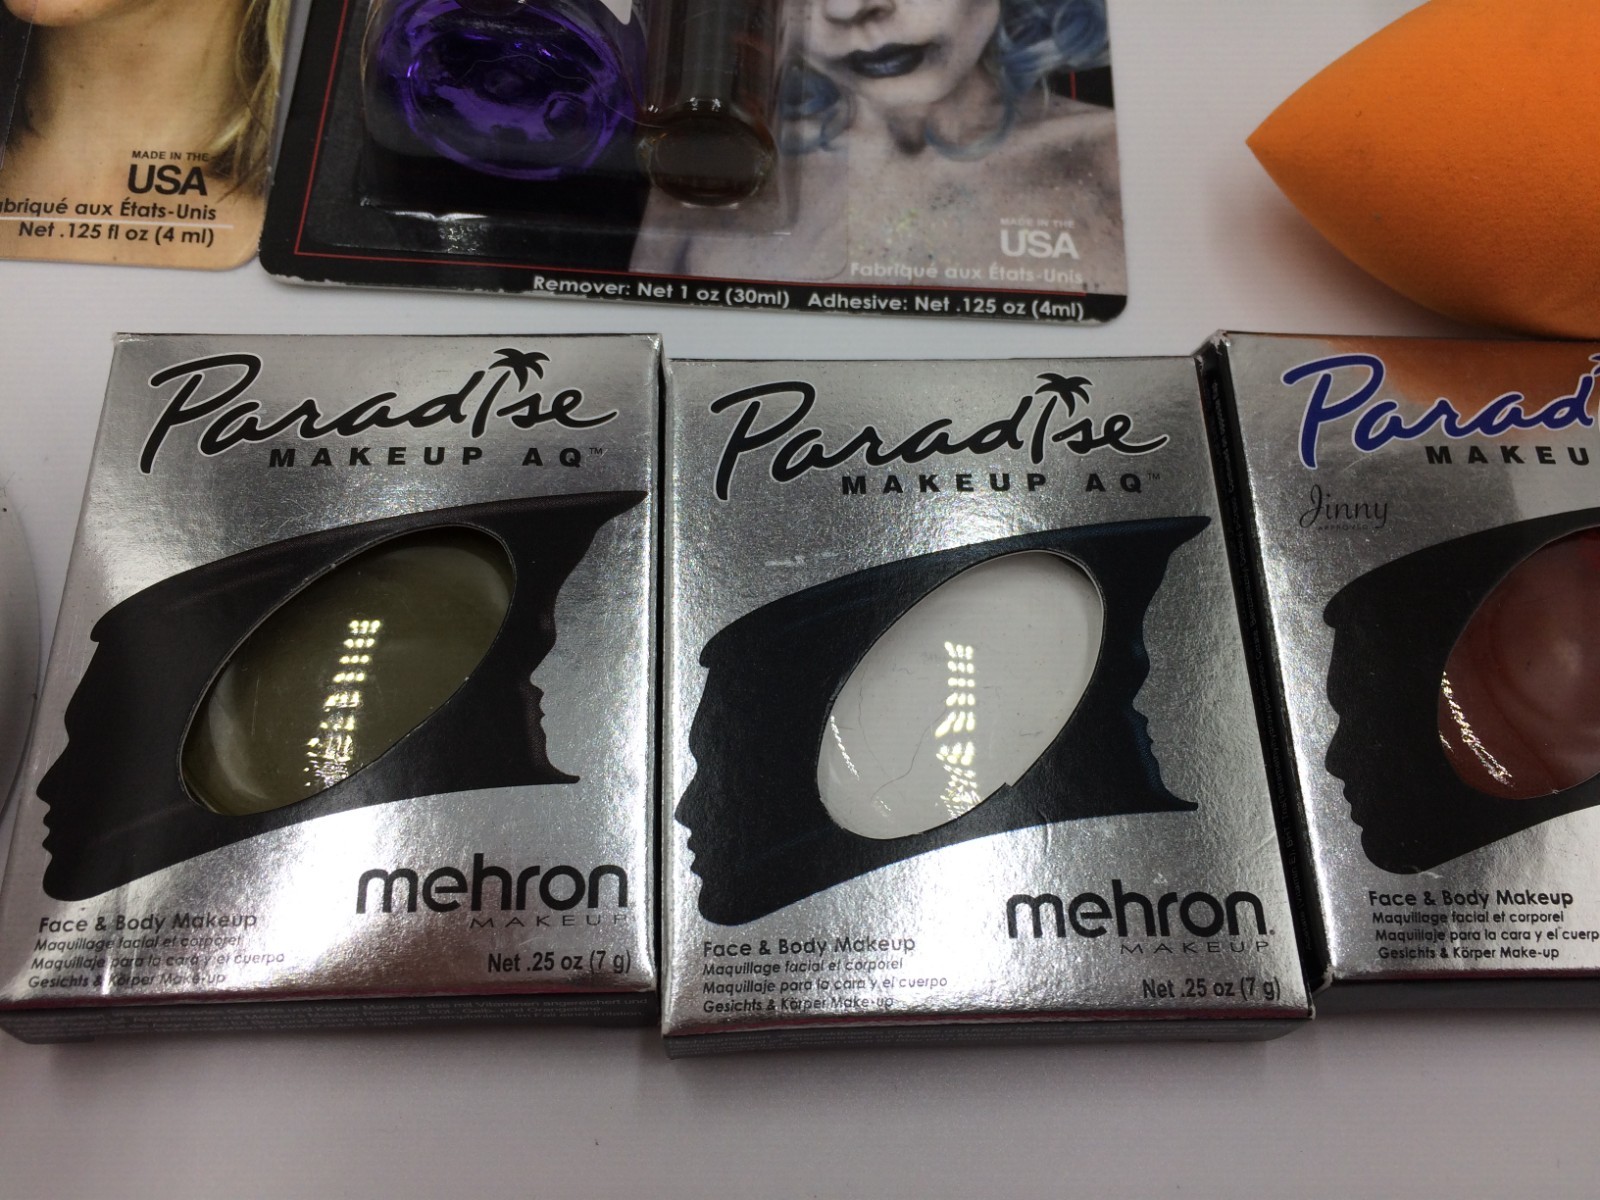 MADE IN THE
USA
abriqué aux États-Unis
Net .125 fl oz (4 ml)
MADE IN THE
USA
Fabriqué aux États-Unis
Remover: Net 1 oz (30ml) Adhesive: Net .125 oz (4ml)
Paradise
MAKEUP AQ™
mehron
MAKEUP
Face & Body Makeup
Maquillage facial et corporel
Maquillaje para la cara y el cuerpo
Gesichts & Körper Make-up
Net .25 oz (7 g)
Paradise
MAKEUP AQ™
mehron.
MAKEUP
Face & Body Makeup
Maquillage facial et corporel
Maquillaje para la cara y el cuerpo
Gesichts & Körper Make-up
Net .25 oz (7 g)
Parad
MAKEU
Jinny
Face & Body Makeup
Maquillage facial et corporel
Maquillaje para la cara y el cuerp
Gesichts & Körper Make-up